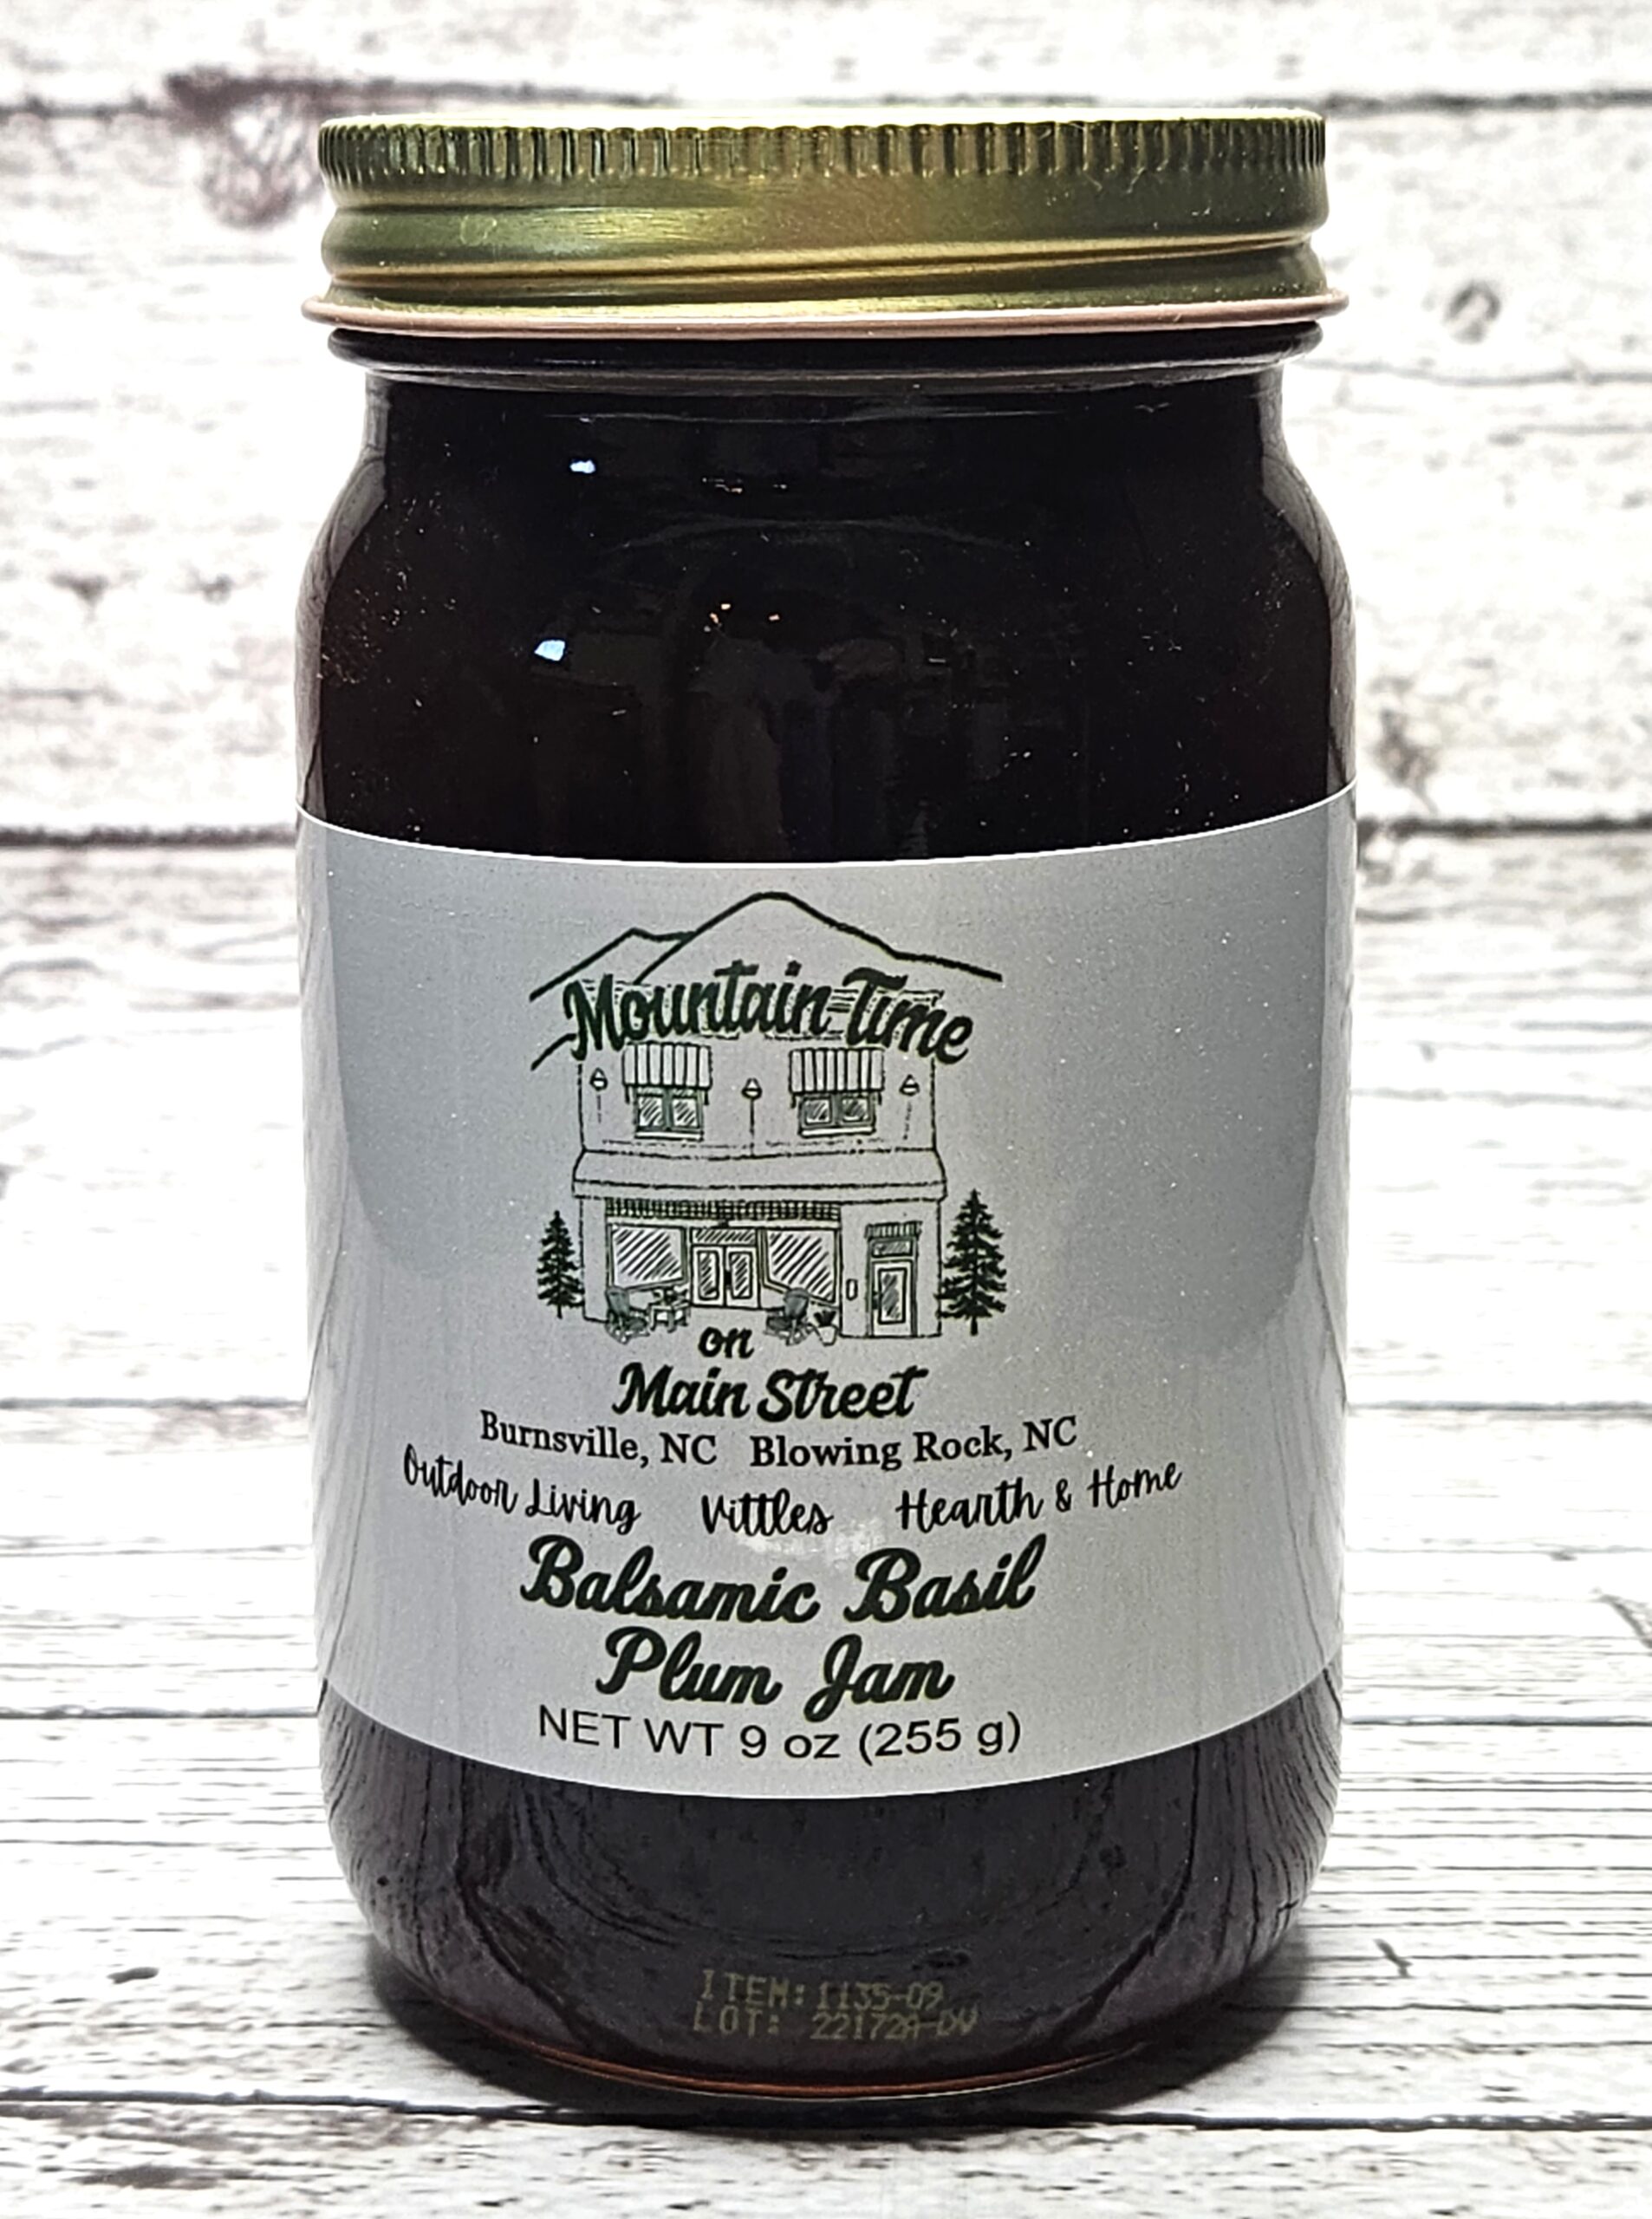 Mountain Time
on
Main Street
Burnsville, NC Blowing Rock, NC
Outdoor Living Vittles Hearth & Home
Balsamic Basil
Plum Jam
NET WT 9 oz (255 g)
ITEM: 1135-09
LOT: 22172A-DV